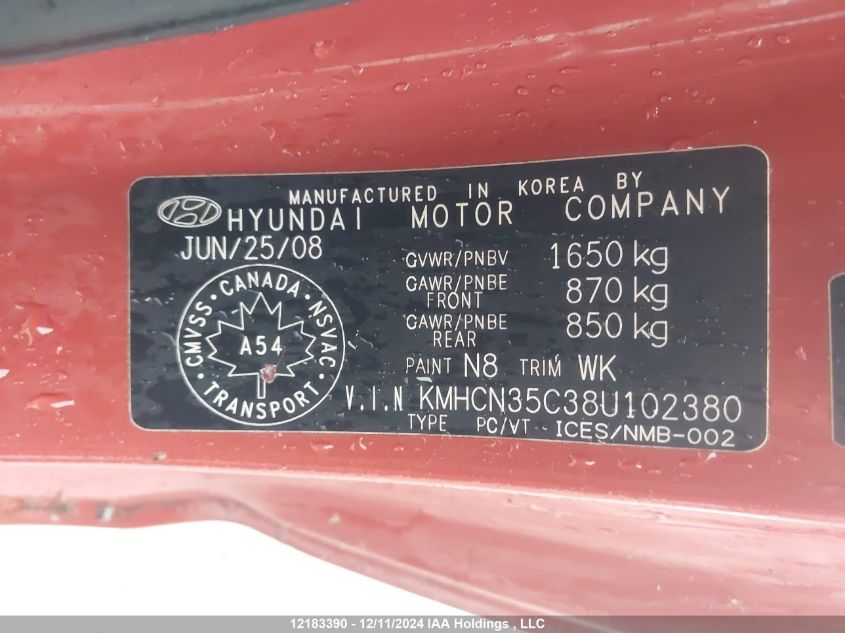 MANUFACTURED IN KOREA BY
HYUNDAI MOTOR COMPANY
JUN/25/08
GVWR/PNBV 1650 kg
GAWR/PNBE FRONT 870 kg
GAWR/PNBE REAR 850 kg
CMVSS • CANADA • NSVAC
A54
• TRANSPORT •
PAINT N8 TRIM WK
V.I.N KMHCN35C38U102380
TYPE PC/VT ICES/NMB-002
12183390 - 12/11/2024 IAA Holdings , LLC